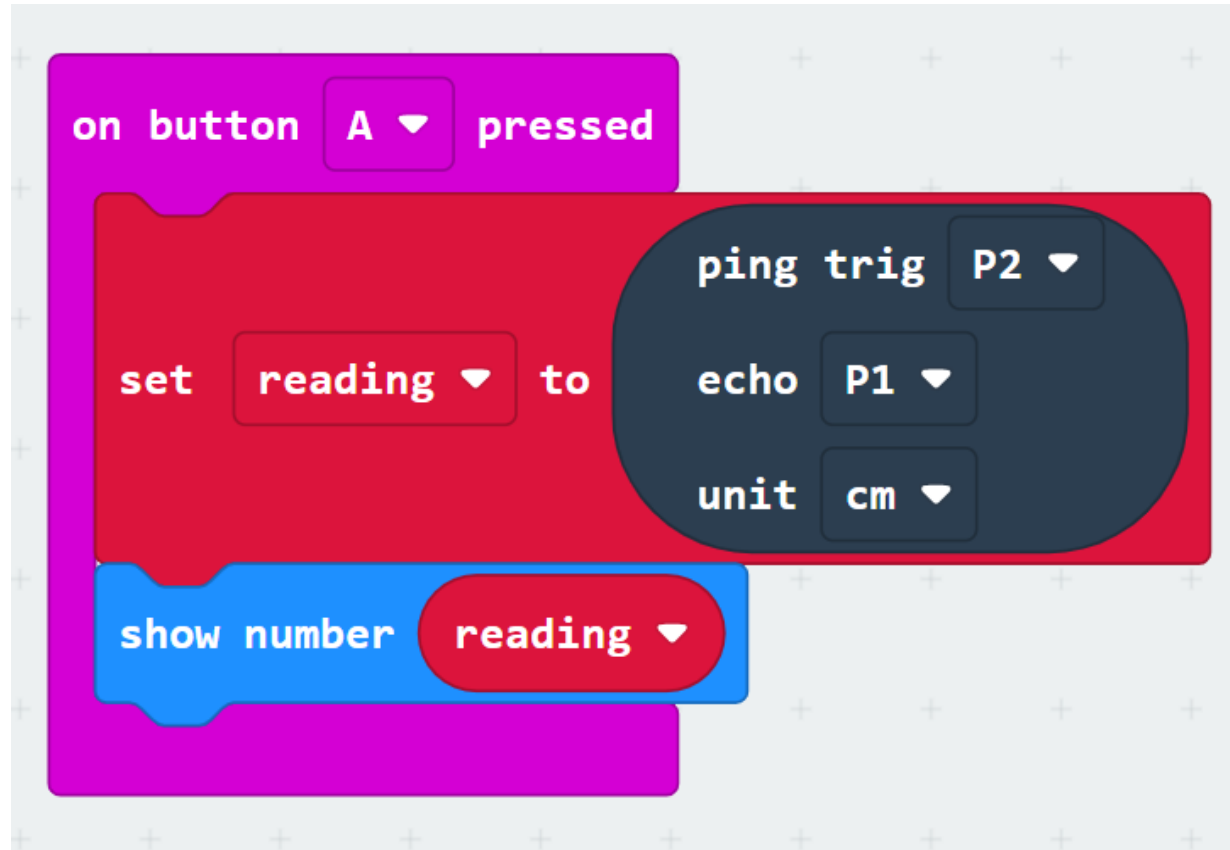 on button A pressed
ping trig P2
set reading to echo P1
unit cm
show number reading